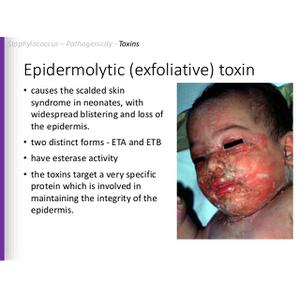 Staphylococcus – Pathogenicity - Toxins
Epidermolytic (exfoliative) toxin
• causes the scalded skin
syndrome in neonates, with
widespread blistering and loss of
the epidermis.
• two distinct forms - ETA and ETB
• have esterase activity
• the toxins target a very specific
protein which is involved in
maintaining the integrity of the
epidermis.